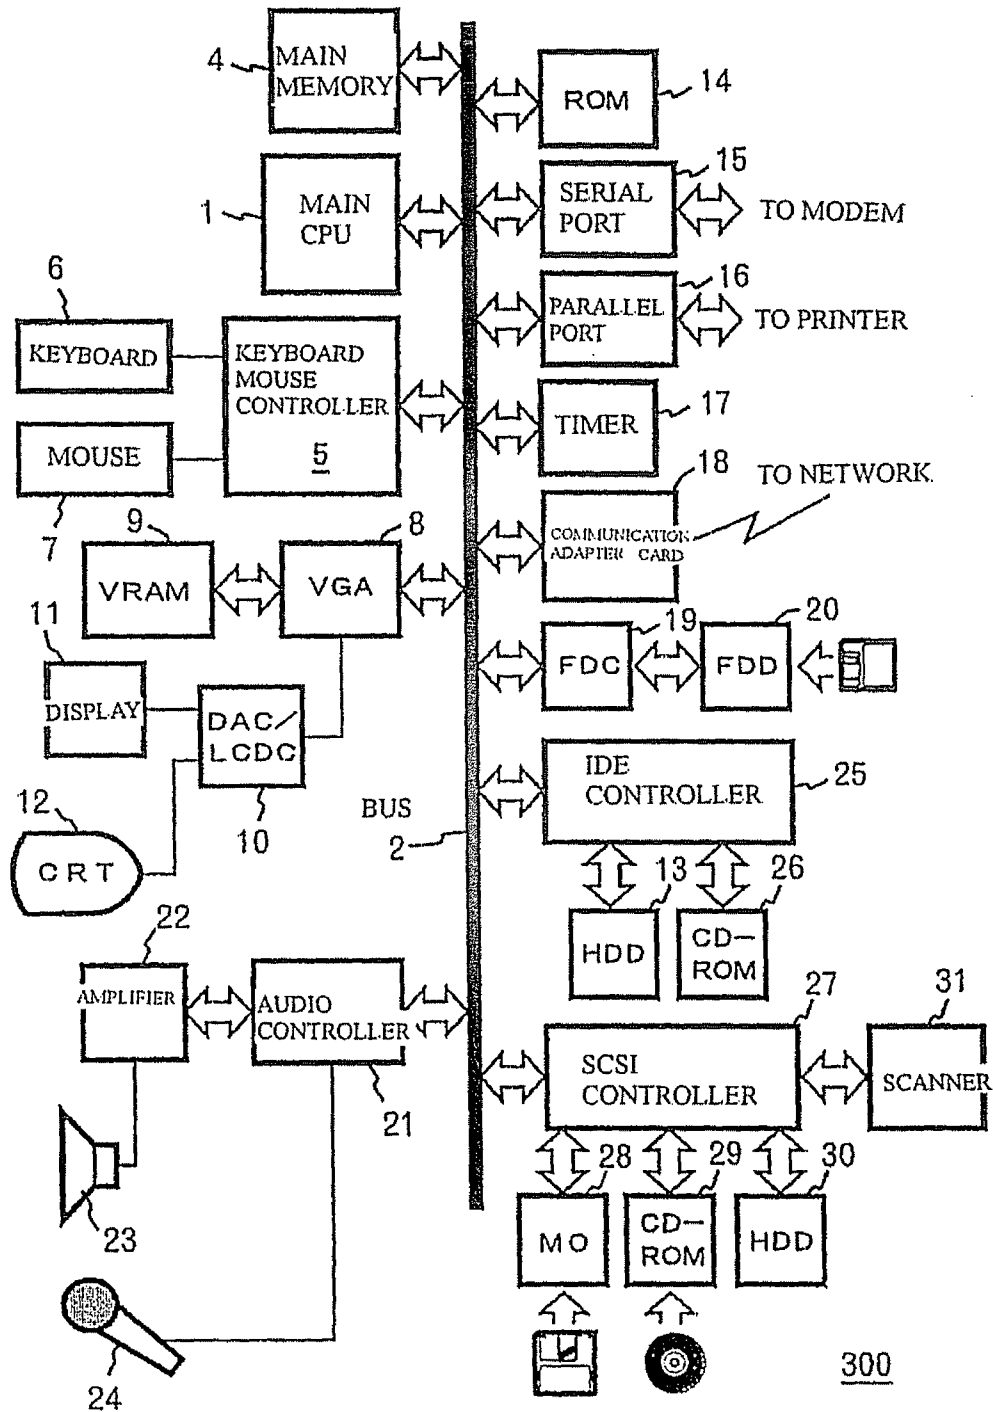 4
MAIN
MEMORY
ROM
14
1
MAIN
CPU
15
SERIAL
PORT
TO MODEM
6
KEYBOARD
KEYBOARD
MOUSE
CONTROLLER
5
16
PARALLEL
PORT
TO PRINTER
MOUSE
7
TIMER
17
9
VRAM
8
VGA
18
COMMUNICATION
ADAPTER CARD
TO NETWORK
11
DISPLAY
DAC/
LCDC
10
19
FDC
20
FDD
12
CRT
BUS
2
IDE
CONTROLLER
25
13
HDD
26
CD-
ROM
22
AMPLIFIER
AUDIO
CONTROLLER
21
27
SCSI
CONTROLLER
31
SCANNER
23
28
MO
29
CD-
ROM
30
HDD
24
300